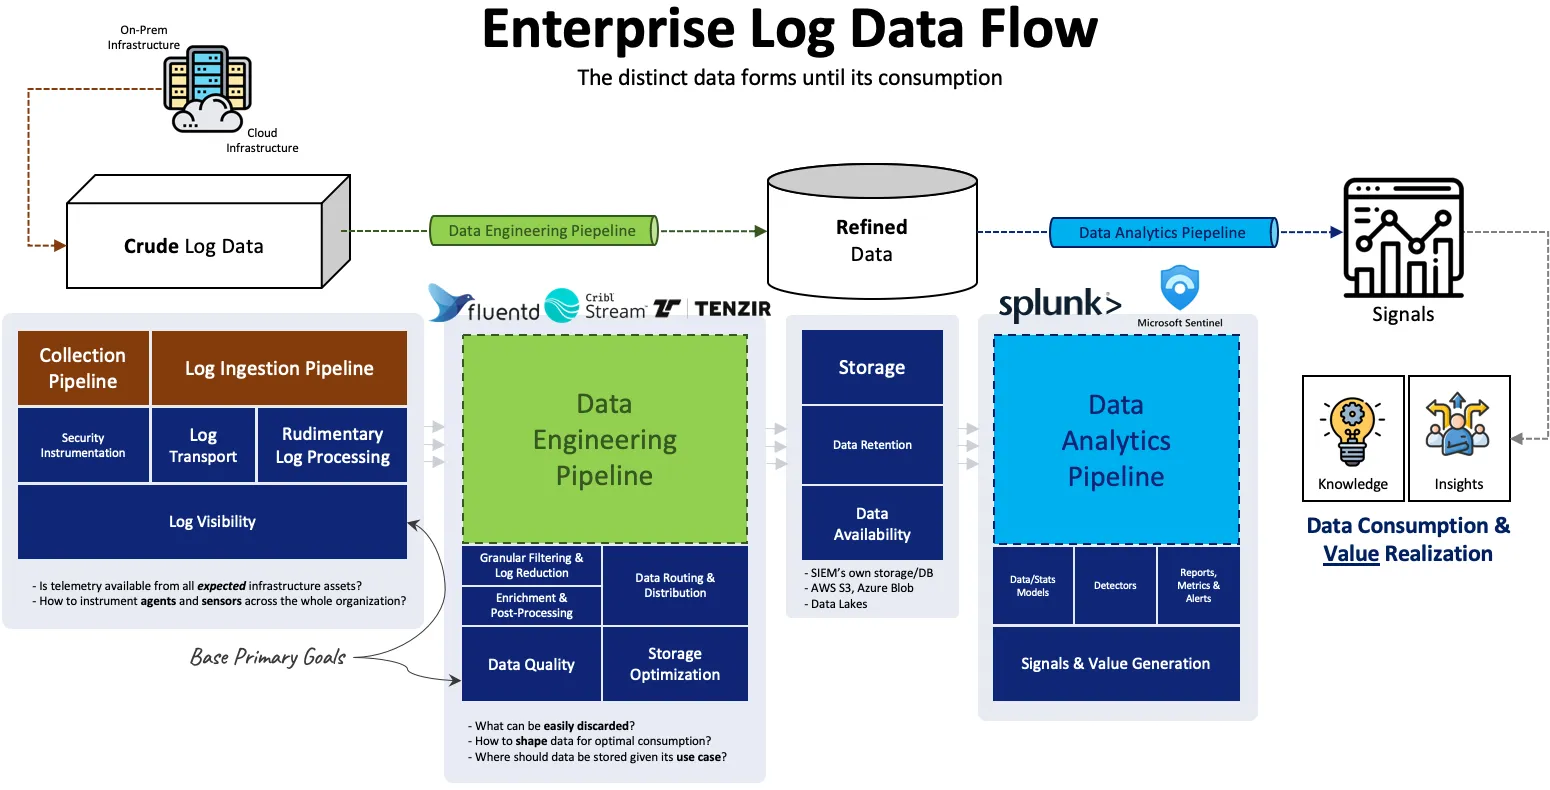 Enterprise Log Data Flow
The distinct data forms until its consumption
On-Prem
Infrastructure
Cloud
Infrastructure
Crude Log Data
Data Engineering Piepeline
Refined
Data
Data Analytics Piepeline
Signals
fluentd
Cribl
Stream
TENZIR
splunk>
Microsoft Sentinel
Collection
Pipeline
Log Ingestion Pipeline
Security
Instrumentation
Log
Transport
Rudimentary
Log Processing
Log Visibility
- Is telemetry available from all expected infrastructure assets?
- How to instrument agents and sensors across the whole organization?
Base Primary Goals
Data
Engineering
Pipeline
Granular Filtering &
Log Reduction
Enrichment &
Post-Processing
Data Routing &
Distribution
Data Quality
Storage
Optimization
- What can be easily discarded?
- How to shape data for optimal consumption?
- Where should data be stored given its use case?
Storage
Data Retention
Data
Availability
- SIEM's own storage/DB
- AWS S3, Azure Blob
- Data Lakes
Data
Analytics
Pipeline
Data/Stats
Models
Detectors
Reports,
Metrics &
Alerts
Signals & Value Generation
Knowledge
Insights
Data Consumption &
Value Realization